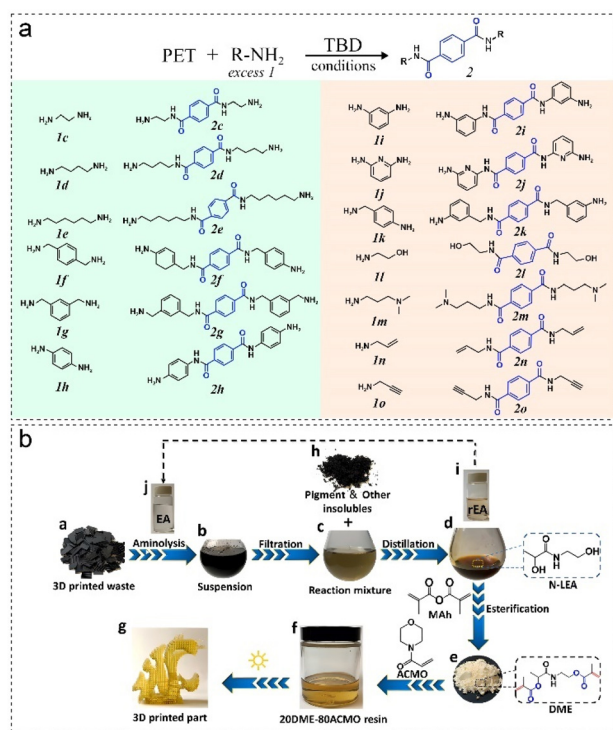 a
PET + R-NH2 TBD
excess 1 conditions
R N H O O H N R
2
H2N NH2
1c
2c
1d
2d
1e
2e
1f
2f
1g
2g
1h
2h
1i
2i
1j
2j
1k
2k
1l
2l
1m
2m
1n
2n
1o
2o
b
h
Pigment & Other
insolubles
+
j
EA
i
rEA
a
3D printed waste
Aminolysis
b
Suspension
Filtration
c
Reaction mixture
Distillation
d
N-LEA
MAh
Esterification
g
3D printed part
f
20DME-80ACMO resin
ACMO
e
DME